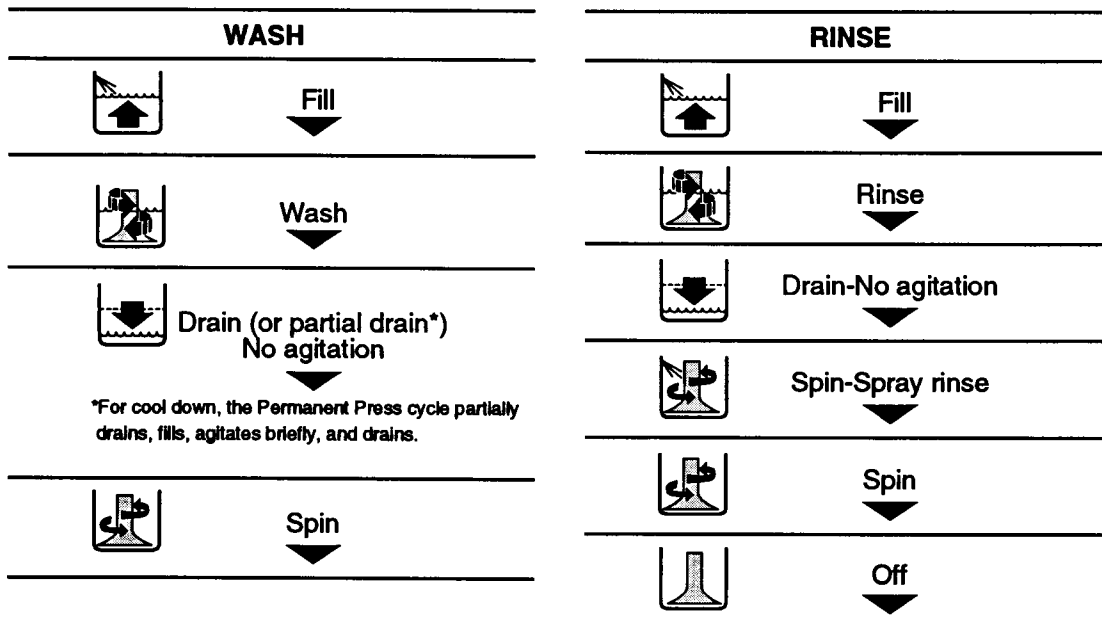 WASH
Fill
Wash
Drain (or partial drain*)
No agitation
*For cool down, the Permanent Press cycle partially
drains, fills, agitates briefly, and drains.
Spin
RINSE
Fill
Rinse
Drain-No agitation
Spin-Spray rinse
Spin
Off